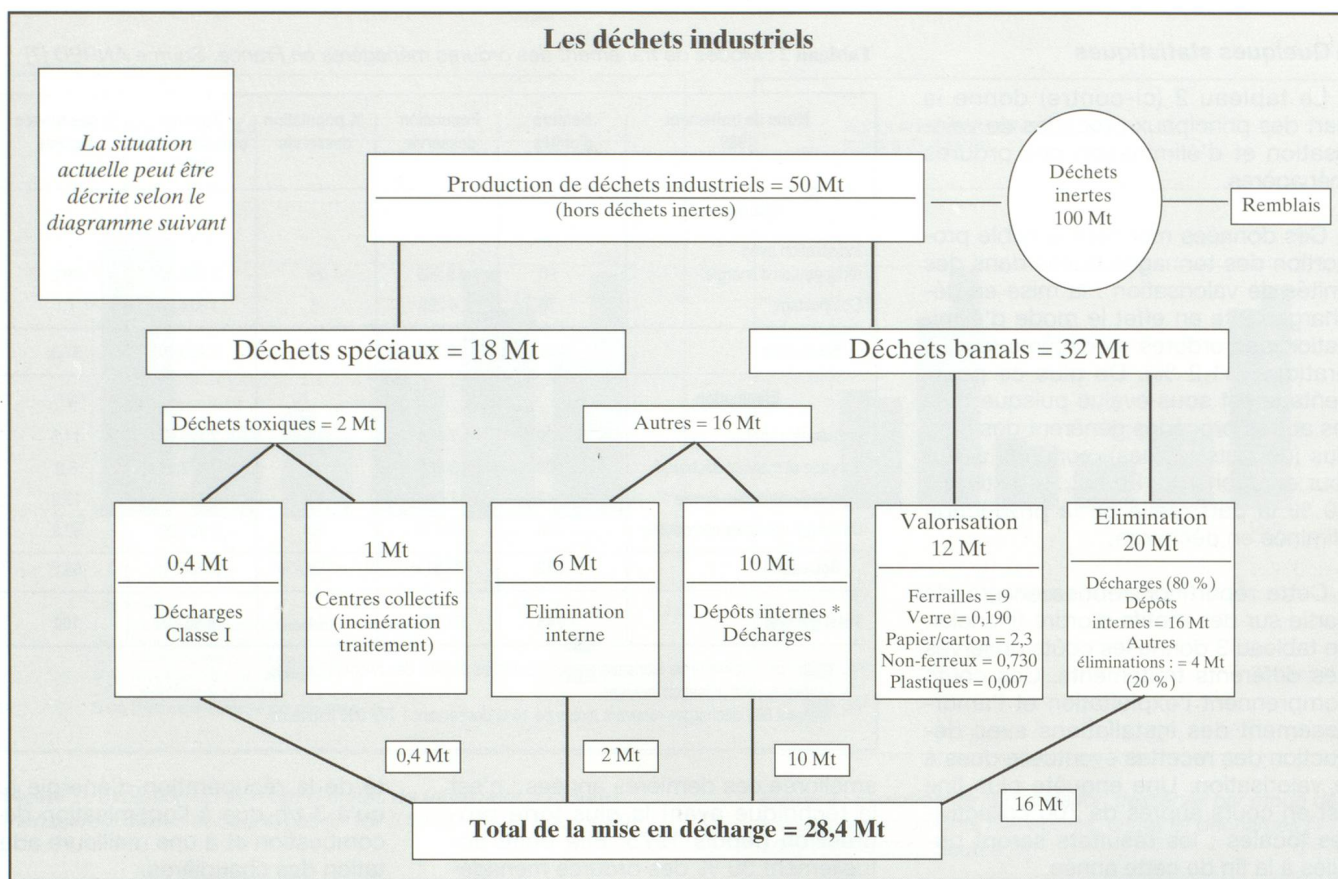 Les déchets industriels
La situation
actuelle peut être
décrite selon le
diagramme suivant
Production de déchets industriels = 50 Mt
(hors déchets inertes)
Déchets
inertes
100 Mt
Remblais
Déchets spéciaux = 18 Mt
Déchets banals = 32 Mt
Déchets toxiques = 2 Mt
Autres = 16 Mt
0,4 Mt
Décharges
Classe I
1 Mt
Centres collectifs
(incinération
traitement)
6 Mt
Elimination
interne
10 Mt
Dépôts internes *
Décharges
Valorisation
12 Mt
Ferrailles = 9
Verre = 0,190
Papier/carton = 2,3
Non-ferreux = 0,730
Plastiques = 0,007
Elimination
20 Mt
Décharges (80 %)
Dépôts
internes = 16 Mt
Autres
éliminations : = 4 Mt
(20 %)
0,4 Mt
2 Mt
10 Mt
16 Mt
Total de la mise en décharge = 28,4 Mt